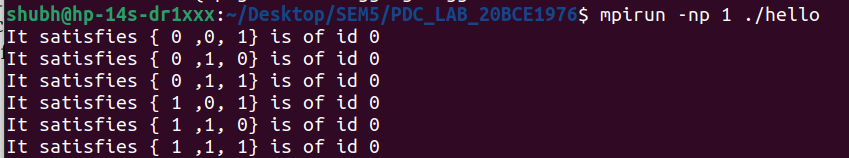 shubh@hp-14s-dr1xxx:~/Desktop/SEM5/PDC_LAB_20BCE1976$ mpirun -np 1 ./hello
It satisfies { 0 ,0, 1} is of id 0
It satisfies { 0 ,1, 0} is of id 0
It satisfies { 0 ,1, 1} is of id 0
It satisfies { 1 ,0, 1} is of id 0
It satisfies { 1 ,1, 0} is of id 0
It satisfies { 1 ,1, 1} is of id 0